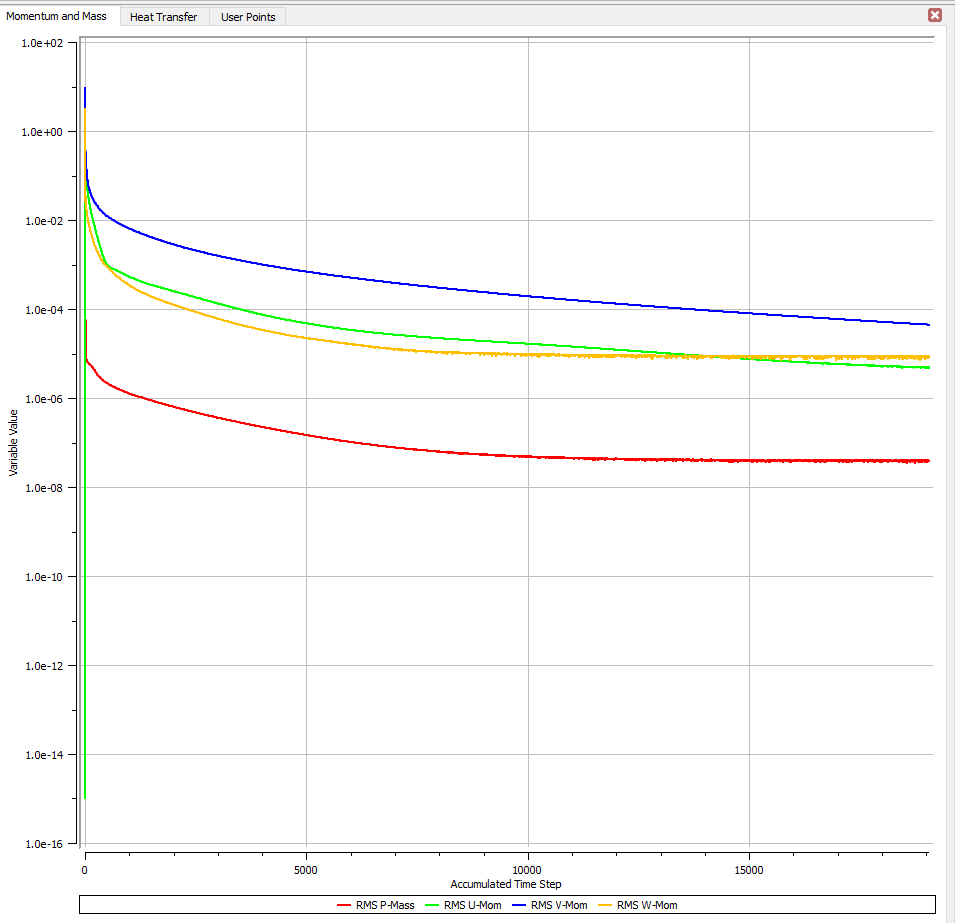 Momentum and Mass Heat Transfer User Points
1.0e+02
1.0e+00
1.0e-02
1.0e-04
1.0e-06
1.0e-08
1.0e-10
1.0e-12
1.0e-14
1.0e-16
Variable Value
0 5000 10000 15000
Accumulated Time Step
RMS P-Mass RMS U-Mom RMS V-Mom RMS W-Mom